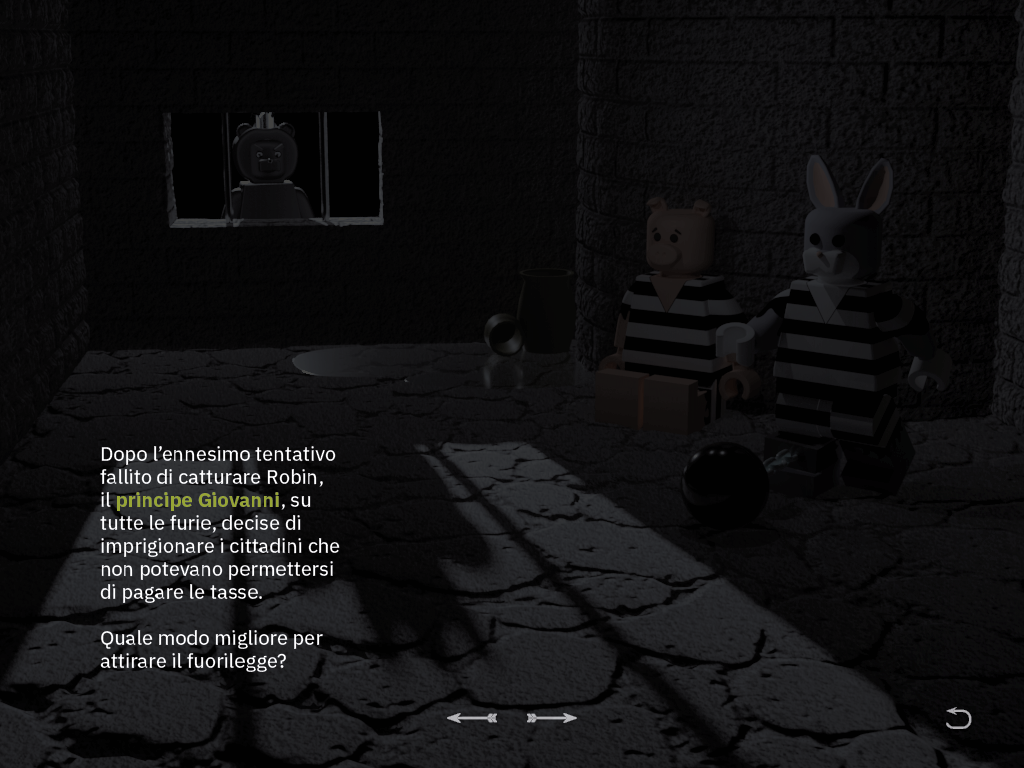 Dopo l’ennesimo tentativo
fallito di catturare Robin,
il principe Giovanni, su
tutte le furie, decise di
imprigionare i cittadini che
non potevano permettersi
di pagare le tasse.
Quale modo migliore per
attirare il fuorilegge?